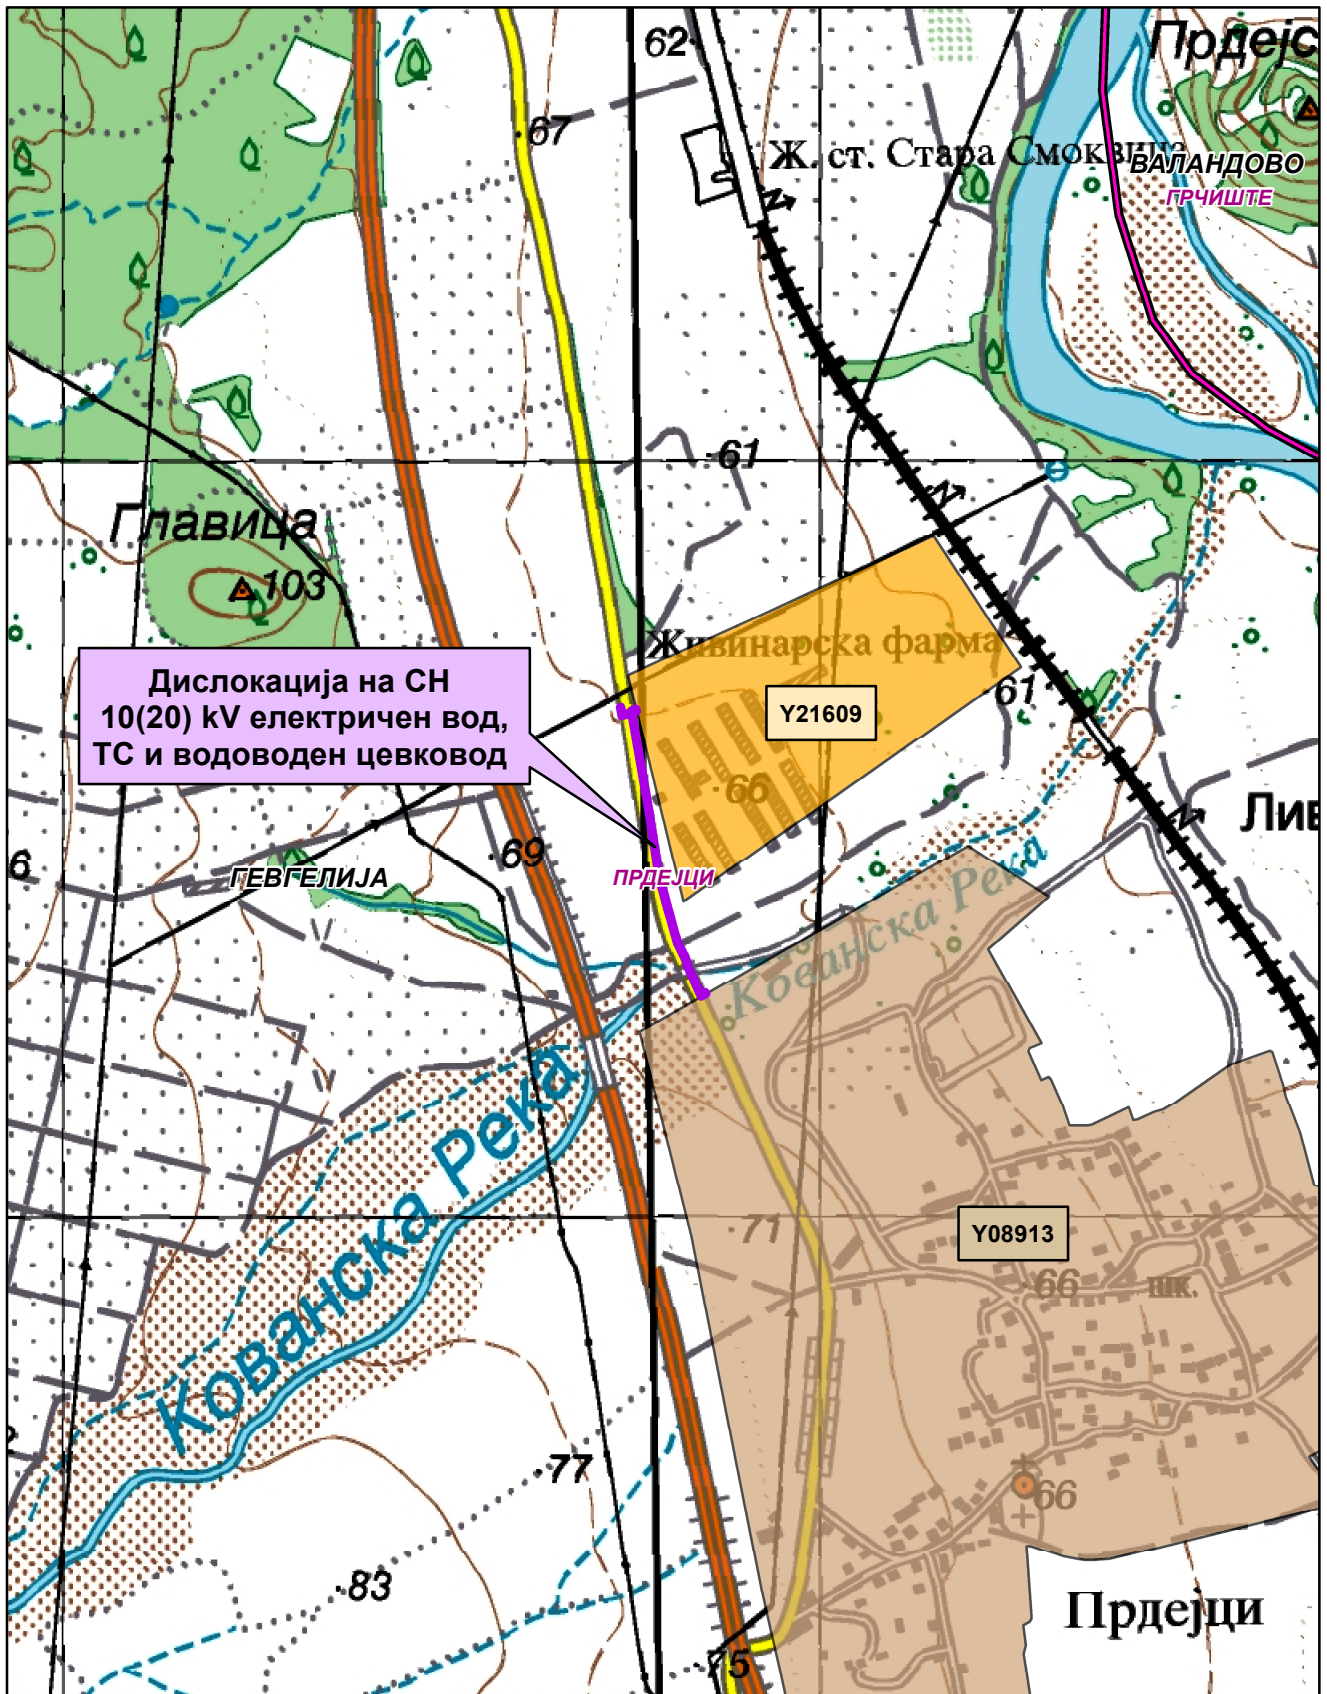 62
Прдејс
67
Ж. ст. Стара Смоквица
ВАЛАНДОВО
ГРЧИШТЕ
61
Главица
103
Живинарска фарма
Дислокација на СН
10(20) kV електричен вод,
ТС и водоводен цевковод
61
Y21609
66
Лив
6
69
ГЕВГЕЛИЈА
ПРДЕЈЦИ
Кованска Река
Кованска Река
71
Y08913
66
шк.
77
66
83
Прдејци
75